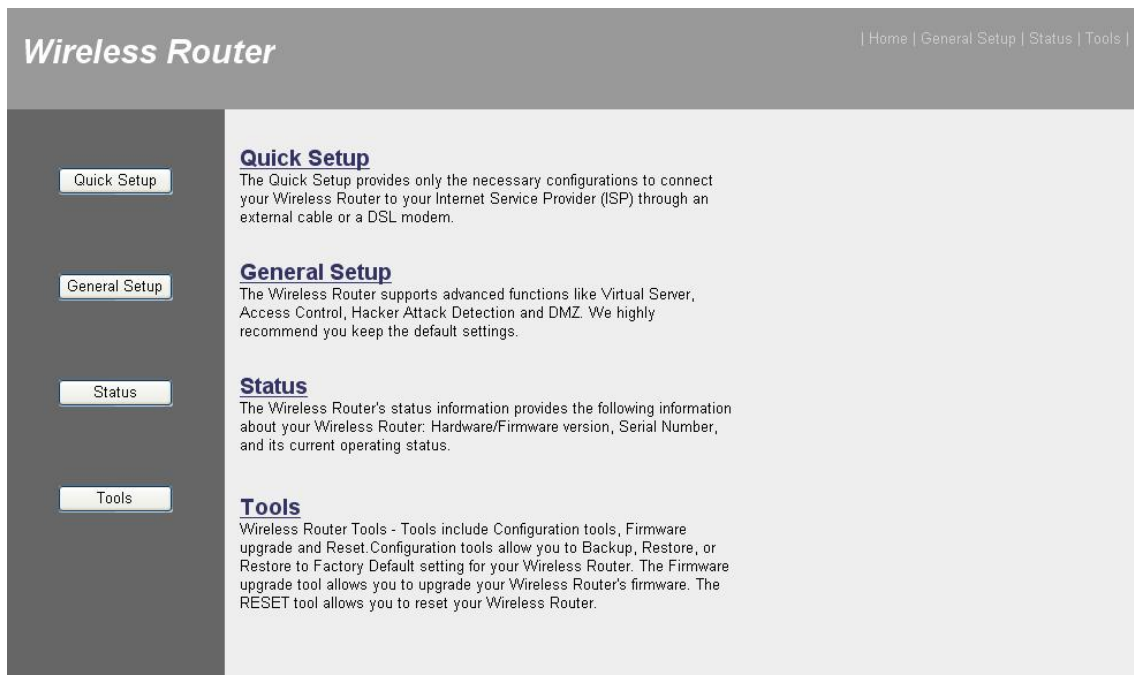 Wireless Router
| Home | General Setup | Status | Tools |
Quick Setup
General Setup
Status
Tools
Quick Setup
The Quick Setup provides only the necessary configurations to connect
your Wireless Router to your Internet Service Provider (ISP) through an
external cable or a DSL modem.
General Setup
The Wireless Router supports advanced functions like Virtual Server,
Access Control, Hacker Attack Detection and DMZ. We highly
recommend you keep the default settings.
Status
The Wireless Router's status information provides the following information
about your Wireless Router: Hardware/Firmware version, Serial Number,
and its current operating status.
Tools
Wireless Router Tools - Tools include Configuration tools, Firmware
upgrade and Reset.Configuration tools allow you to Backup, Restore, or
Restore to Factory Default setting for your Wireless Router. The Firmware
upgrade tool allows you to upgrade your Wireless Router's firmware. The
RESET tool allows you to reset your Wireless Router.